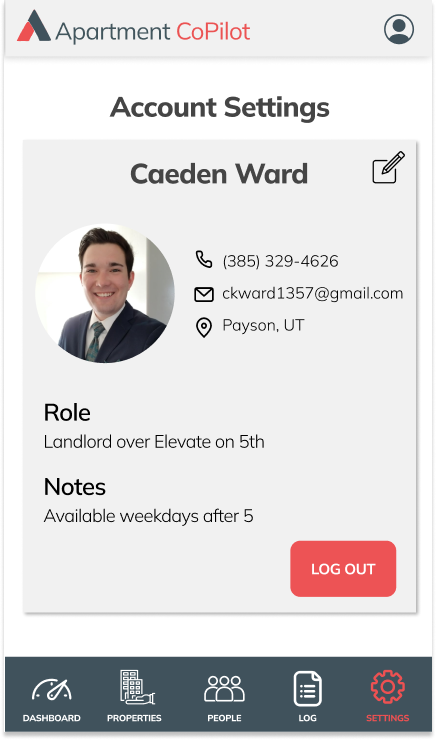 Apartment CoPilot
Account Settings
Caeden Ward
(385) 329-4626
ckward1357@gmail.com
Payson, UT
Role
Landlord over Elevate on 5th
Notes
Available weekdays after 5
LOG OUT
DASHBOARD PROPERTIES PEOPLE LOG SETTINGS